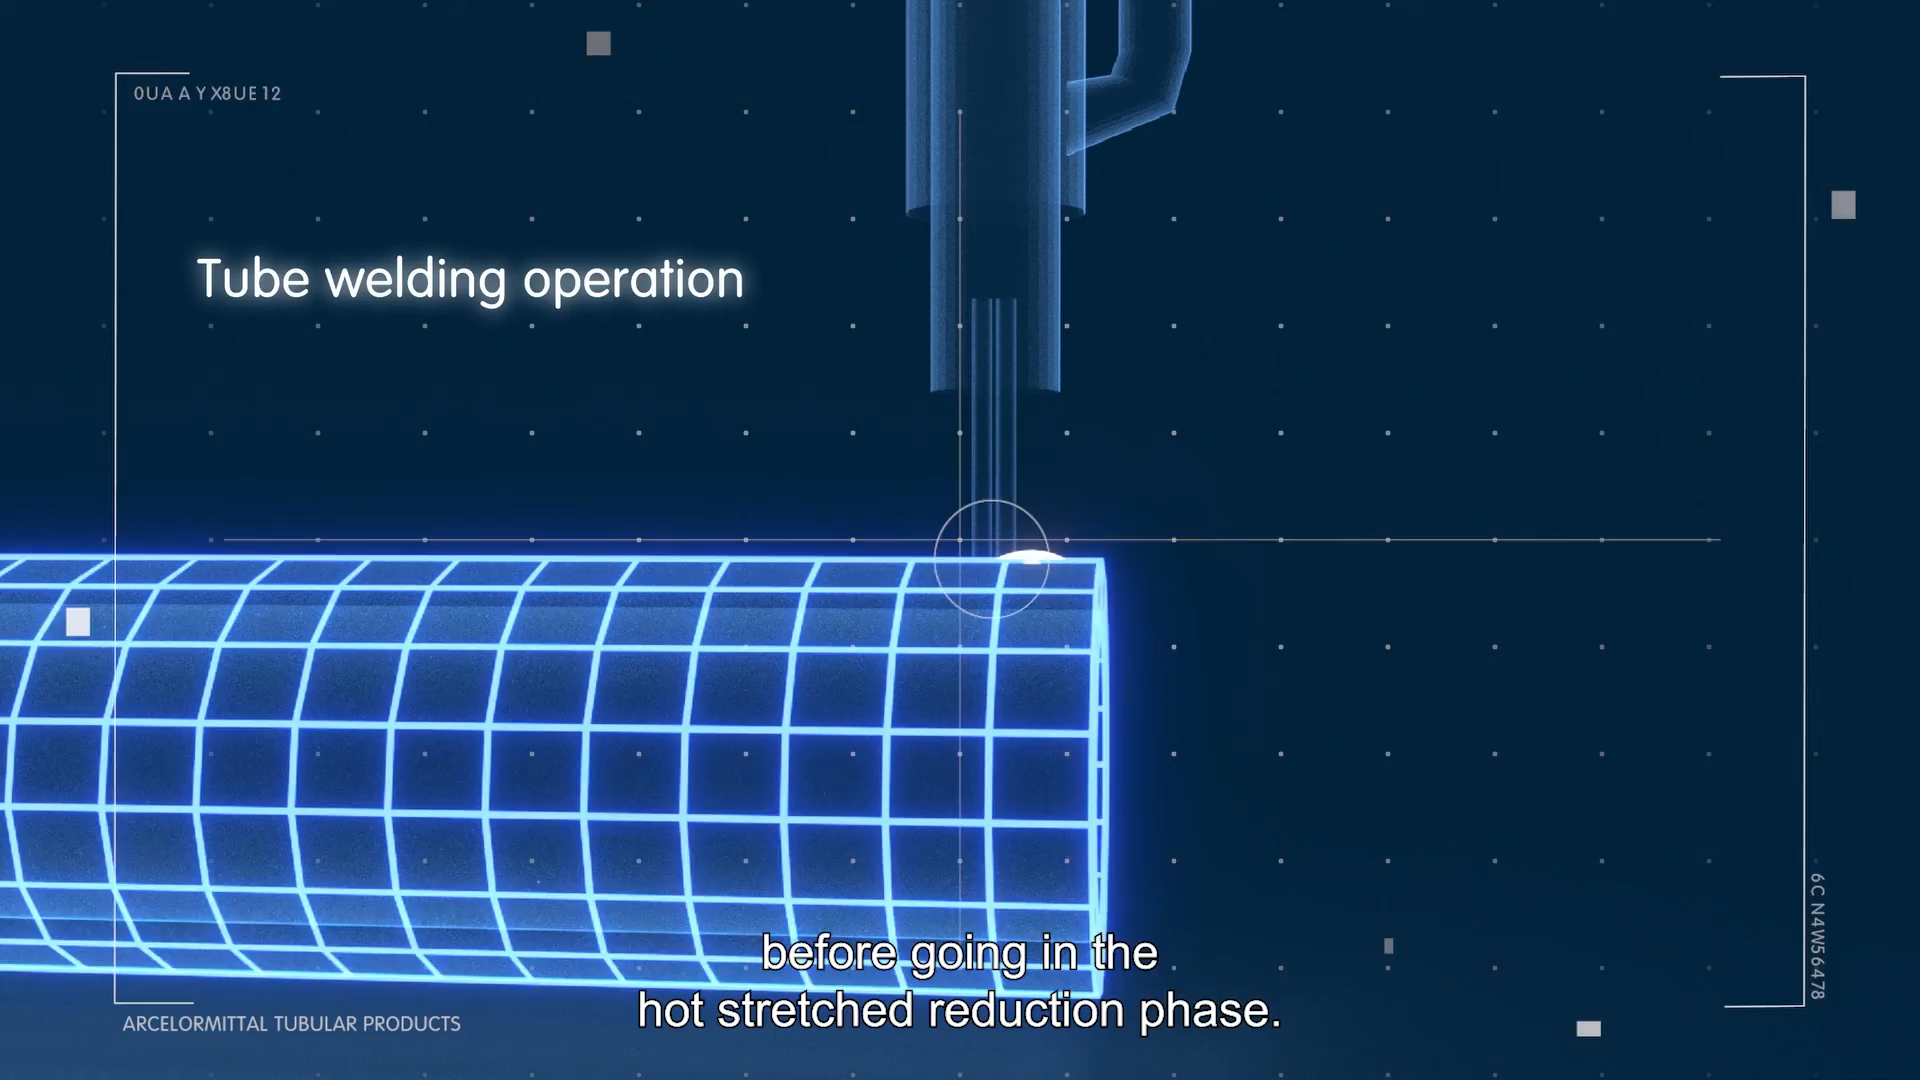 0UA A Y X8UE 12
Tube welding operation
6C N4W56478
before going in the
hot stretched reduction phase.
ARCELORMITTAL TUBULAR PRODUCTS